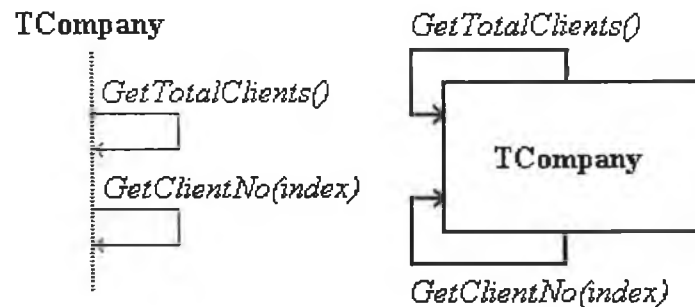 TCompany
GetTotalClients()
GetClientNo(index)
GetTotalClients()
TCompany
GetClientNo(index)